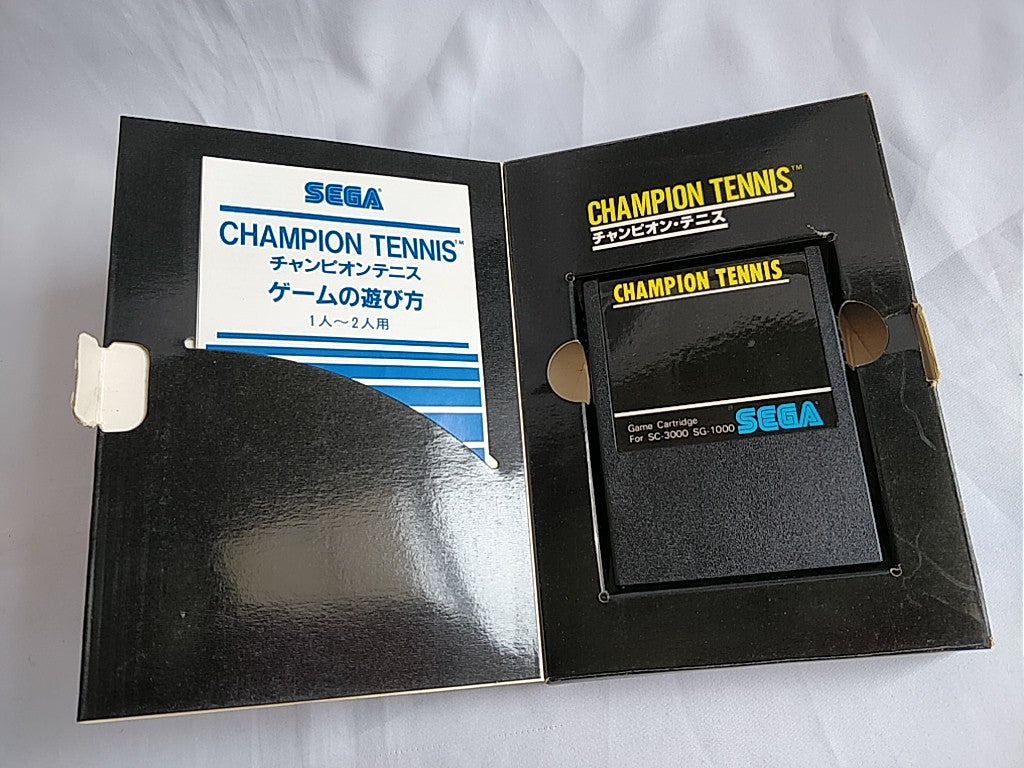 SEGA
CHAMPION TENNIS™
チャンピオンテニス
ゲームの遊び方
1人～2人用
CHAMPION TENNIS™
チャンピオン・テニス
CHAMPION TENNIS
Game Cartridge
For SC-3000 SG-1000
SEGA